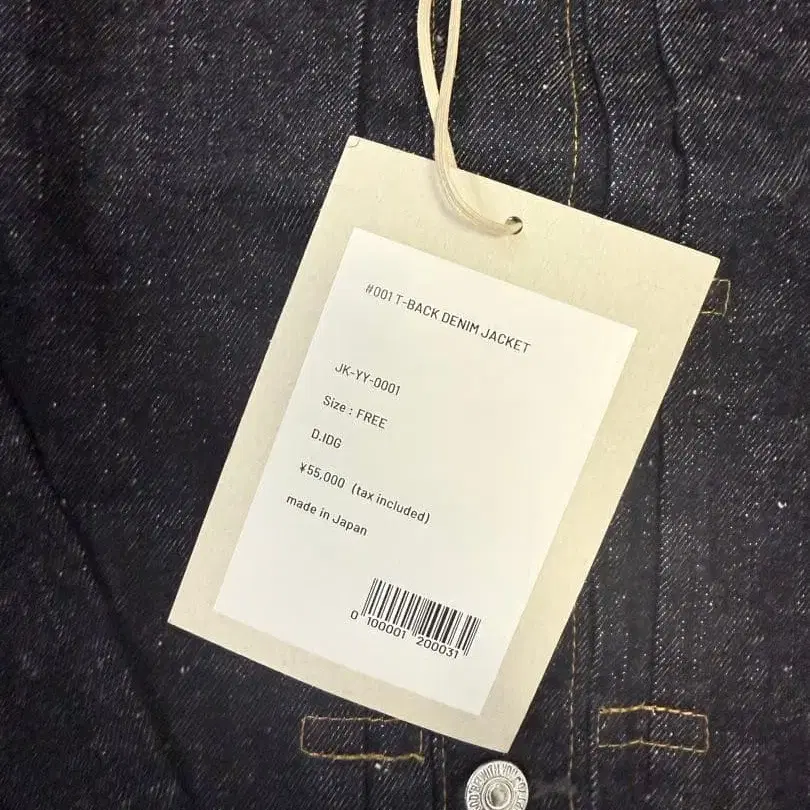 #001 T-BACK DENIM JACKET
JK-YY-0001
Size : FREE
D.IDG
¥55,000 (tax included)
made in Japan
0 100001 200031